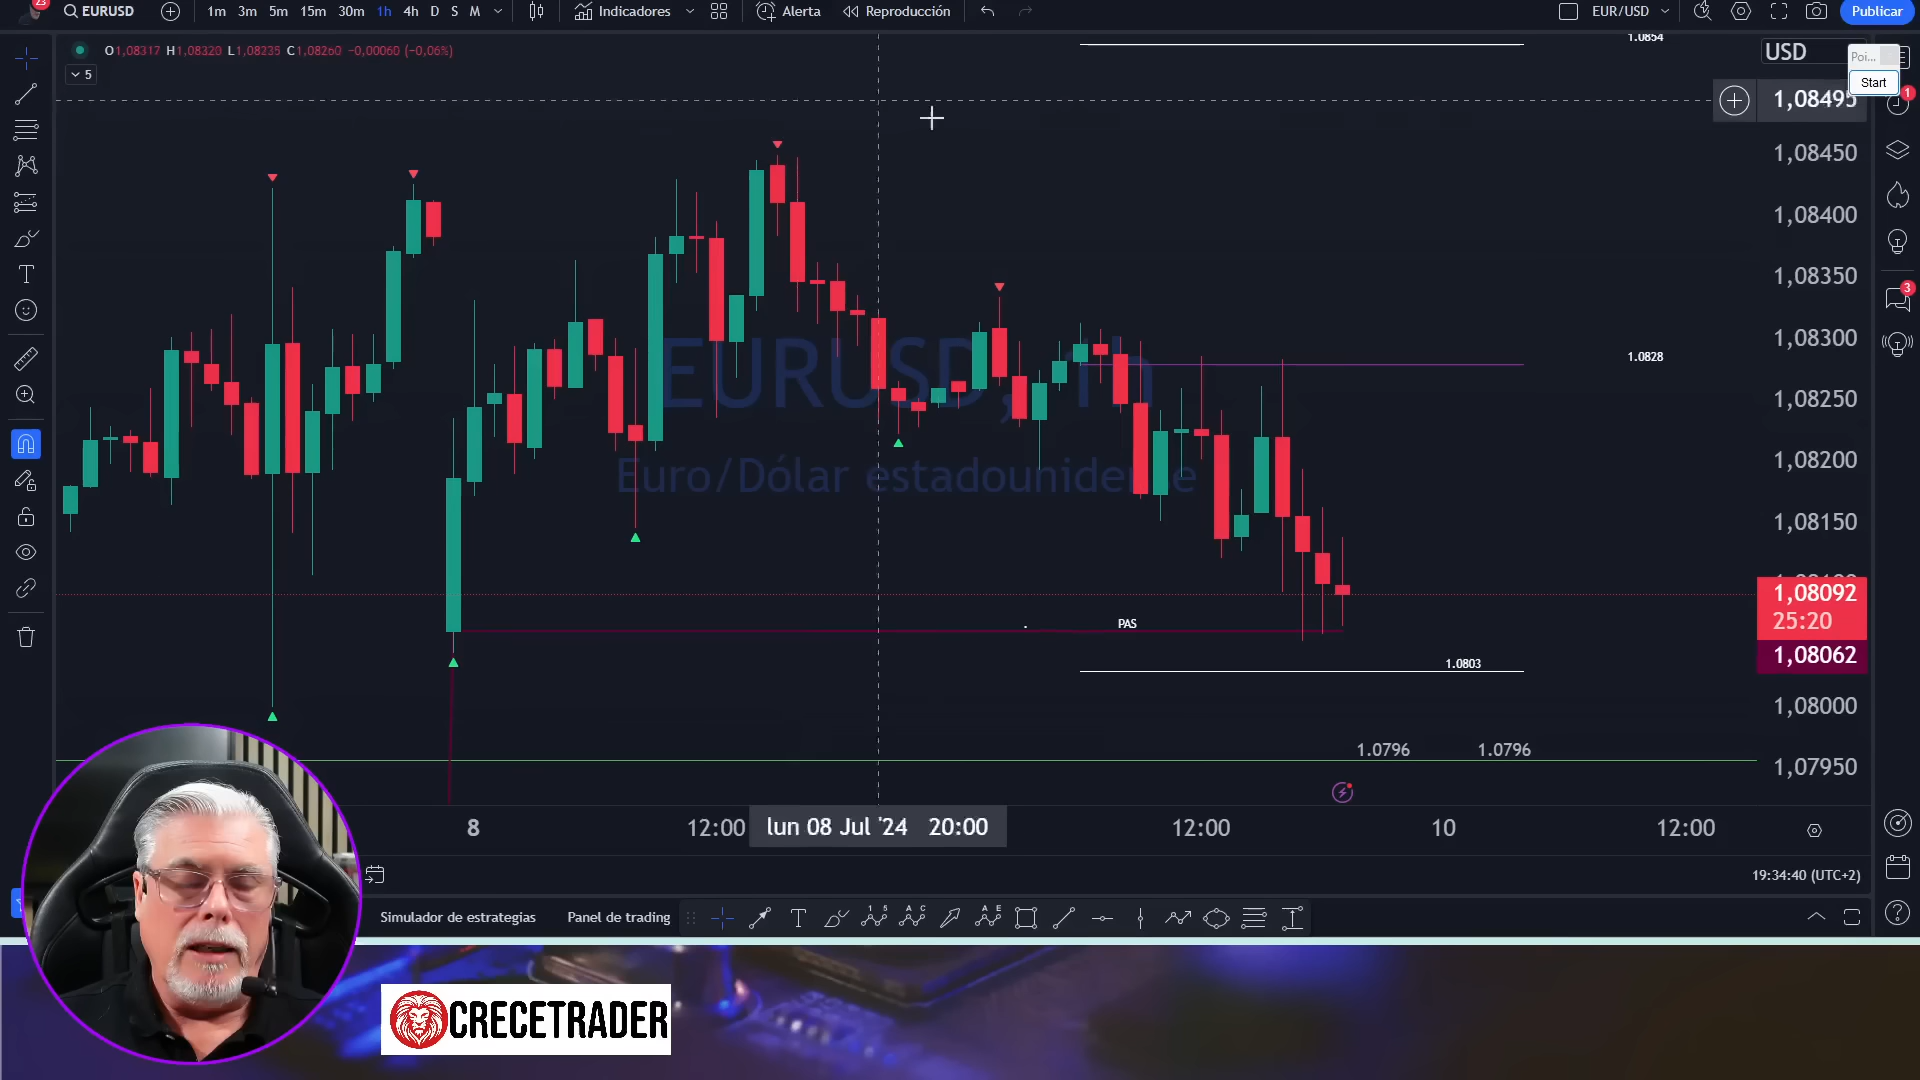 23
EURUSD
1m 3m 5m 15m 30m 1h 4h D S M
Indicadores
Alerta
Reproducción
EUR/USD
Publicar
O1,08317 H1,08320 L1,08235 C1,08260 −0,00060 (−0,06%)
5
1.0854
USD
Poi...
Start
1
1,08495
1,08450
1,08400
1,08350
3
1,08300
1.0828
EURUSD, 1h
1,08250
1,08200
Euro/Dólar estadounidense
1,08150
1,08092
25:20
PAS
1,08062
1.0803
1,08000
1.0796 1.0796
1,07950
8 12:00 lun 08 Jul '24 20:00 12:00 10 12:00
19:34:40 (UTC+2)
Simulador de estrategias
Panel de trading
CRECETRADER